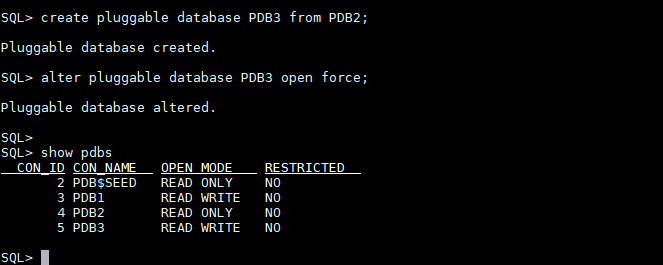 SQL> create pluggable database PDB3 from PDB2;
Pluggable database created.
SQL> alter pluggable database PDB3 open force;
Pluggable database altered.
SQL>
SQL> show pdbs
CON_ID CON_NAME OPEN MODE RESTRICTED
2 PDB$SEED READ ONLY NO
3 PDB1 READ WRITE NO
4 PDB2 READ ONLY NO
5 PDB3 READ WRITE NO
SQL>